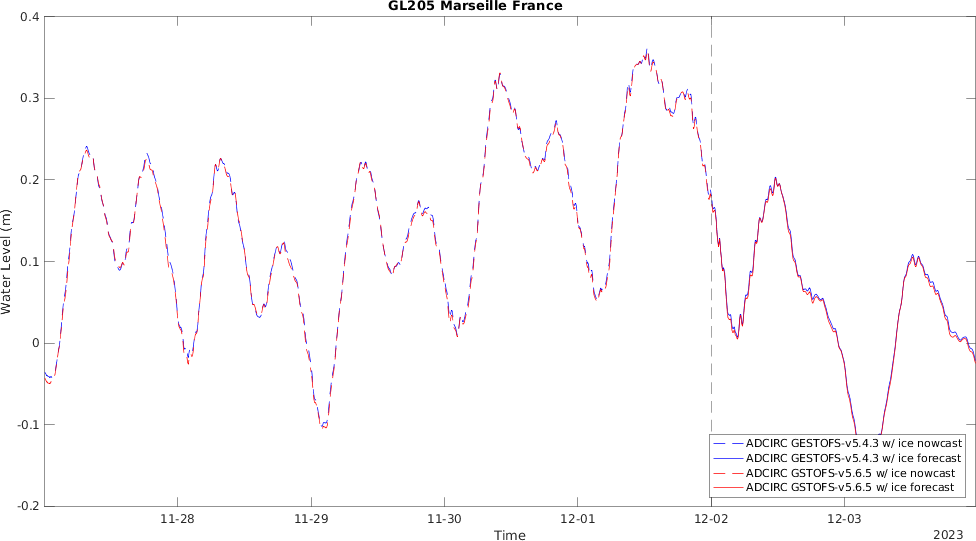 GL205 Marseille France
0.4
0.3
0.2
0.1
0
-0.1
-0.2
Water Level (m)
11-28
11-29
11-30
12-01
12-02
12-03
Time
2023
ADCIRC GESTOFS-v5.4.3 w/ ice nowcast
ADCIRC GESTOFS-v5.4.3 w/ ice forecast
ADCIRC GSTOFS-v5.6.5 w/ ice nowcast
ADCIRC GSTOFS-v5.6.5 w/ ice forecast